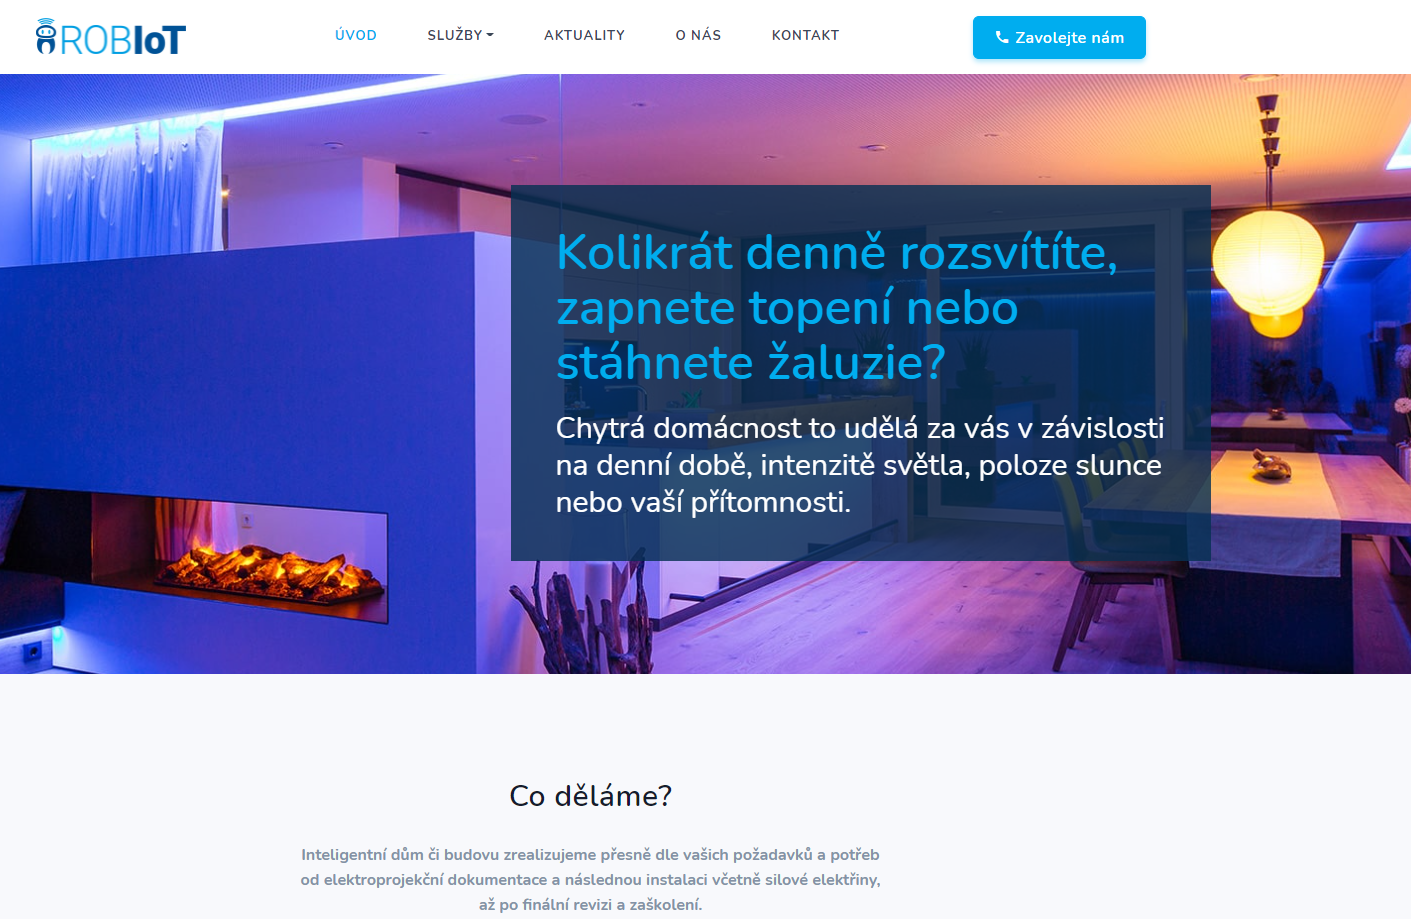 ROBIoT
ÚVOD
SLUŽBY
AKTUALITY
O NÁS
KONTAKT
Zavolejte nám
Kolikrát denně rozsvítíte,
zapnete topení nebo
stáhnete žaluzie?
Chytrá domácnost to udělá za vás v závislosti
na denní době, intenzitě světla, poloze slunce
nebo vaší přítomnosti.
Co děláme?
Inteligentní dům či budovu zrealizujeme přesně dle vašich požadavků a potřeb
od elektroprojekční dokumentace a následnou instalaci včetně silové elektřiny,
až po finální revizi a zaškolení.